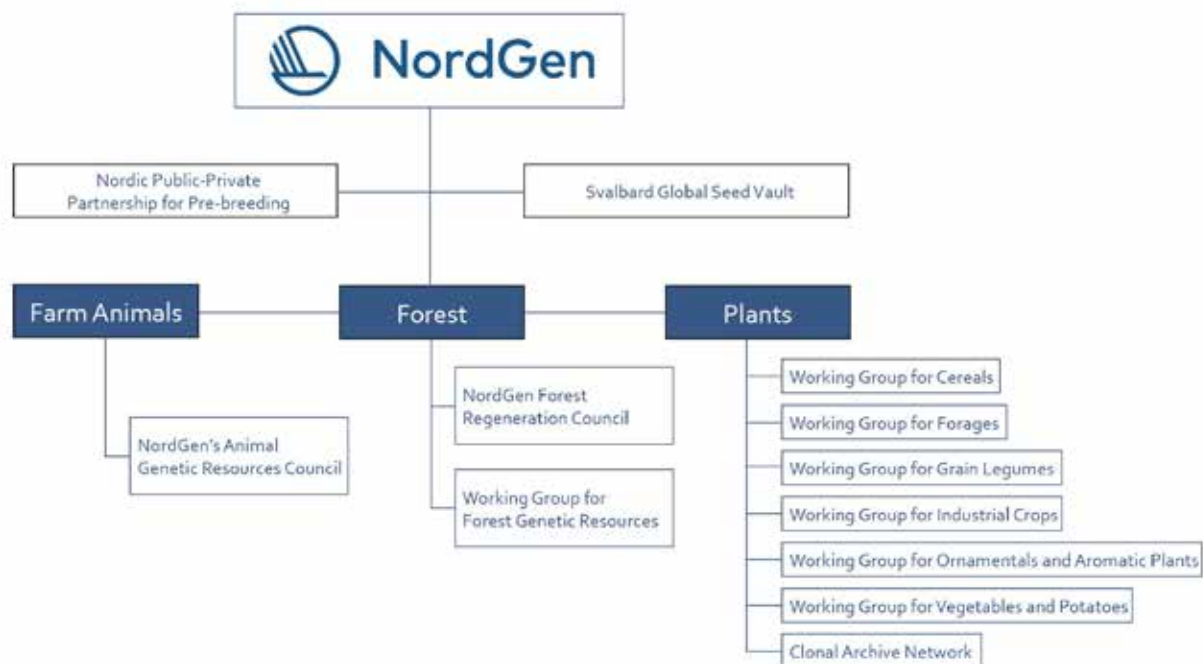 NordGen
Nordic Public-Private
Partnership for Pre-breeding
Svalbard Global Seed Vault
Farm Animals
Forest
Plants
NordGen's Animal
Genetic Resources Council
NordGen Forest
Regeneration Council
Working Group for
Forest Genetic Resources
Working Group for Cereals
Working Group for Forages
Working Group for Grain Legumes
Working Group for Industrial Crops
Working Group for Ornamentals and Aromatic Plants
Working Group for Vegetables and Potatoes
Clonal Archive Network